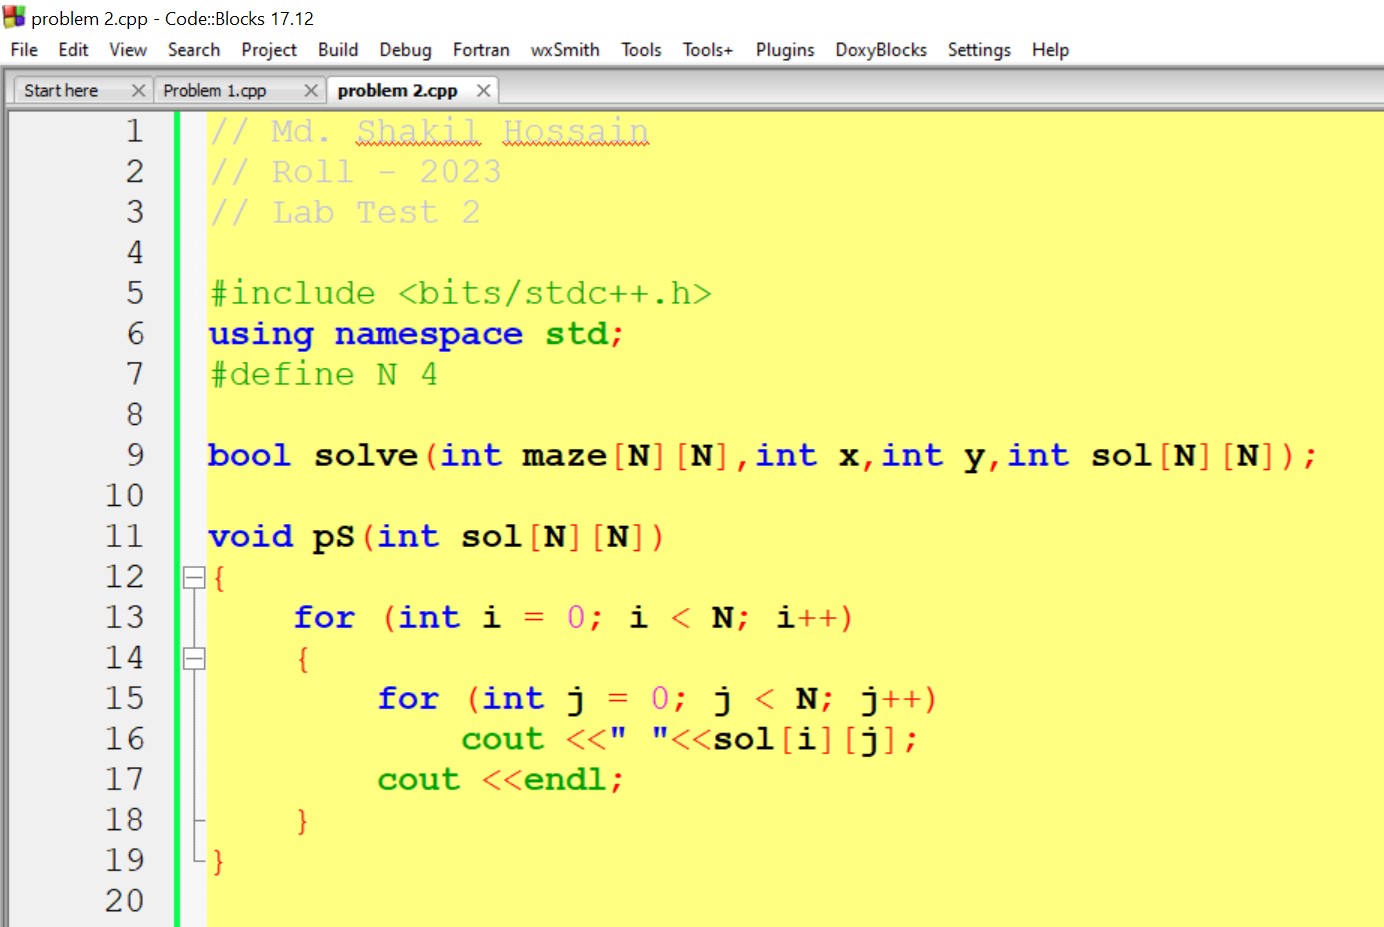 problem 2.cpp - Code::Blocks 17.12
File Edit View Search Project Build Debug Fortran wxSmith Tools Tools+ Plugins DoxyBlocks Settings Help
Start here Problem 1.cpp problem 2.cpp
1 // Md. Shakil Hossain
2 // Roll - 2023
3 // Lab Test 2
4
5 #include <bits/stdc++.h>
6 using namespace std;
7 #define N 4
8
9 bool solve(int maze[N][N],int x,int y,int sol[N][N]);
10
11 void pS(int sol[N][N])
12 {
13     for (int i = 0; i < N; i++)
14     {
15         for (int j = 0; j < N; j++)
16             cout <<" "<<sol[i][j];
17         cout <<endl;
18     }
19 }
20